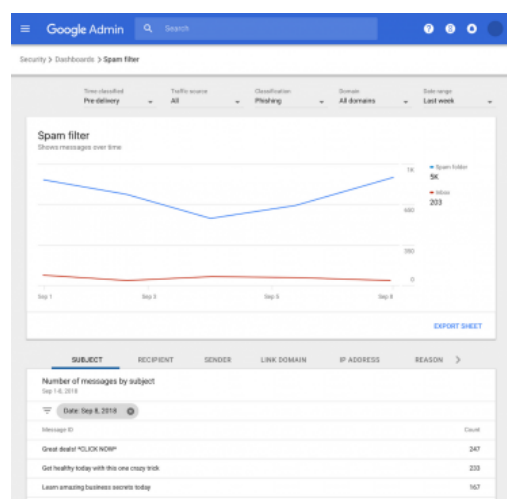 Google Admin
Search
Security > Dashboards > Spam filter
Time classified
Pre delivery
Traffic source
All
Classification
Phishing
Domain
All domains
Date range
Last week
Spam filter
Shows messages over time
1K
Spam folder
5K
Inbox
203
0
Sep 1
Sep 3
Sep 5
Sep 8
EXPORT SHEET
SUBJECT
RECIPIENT
SENDER
LINK DOMAIN
IP ADDRESS
REASON
Number of messages by subject
Sep 1-8, 2018
Date: Sep 8, 2018
Message ID
Count
Great deals! *CLICK NOW*
247
Get healthy today with this one crazy trick
233
Learn amazing business secrets today
167